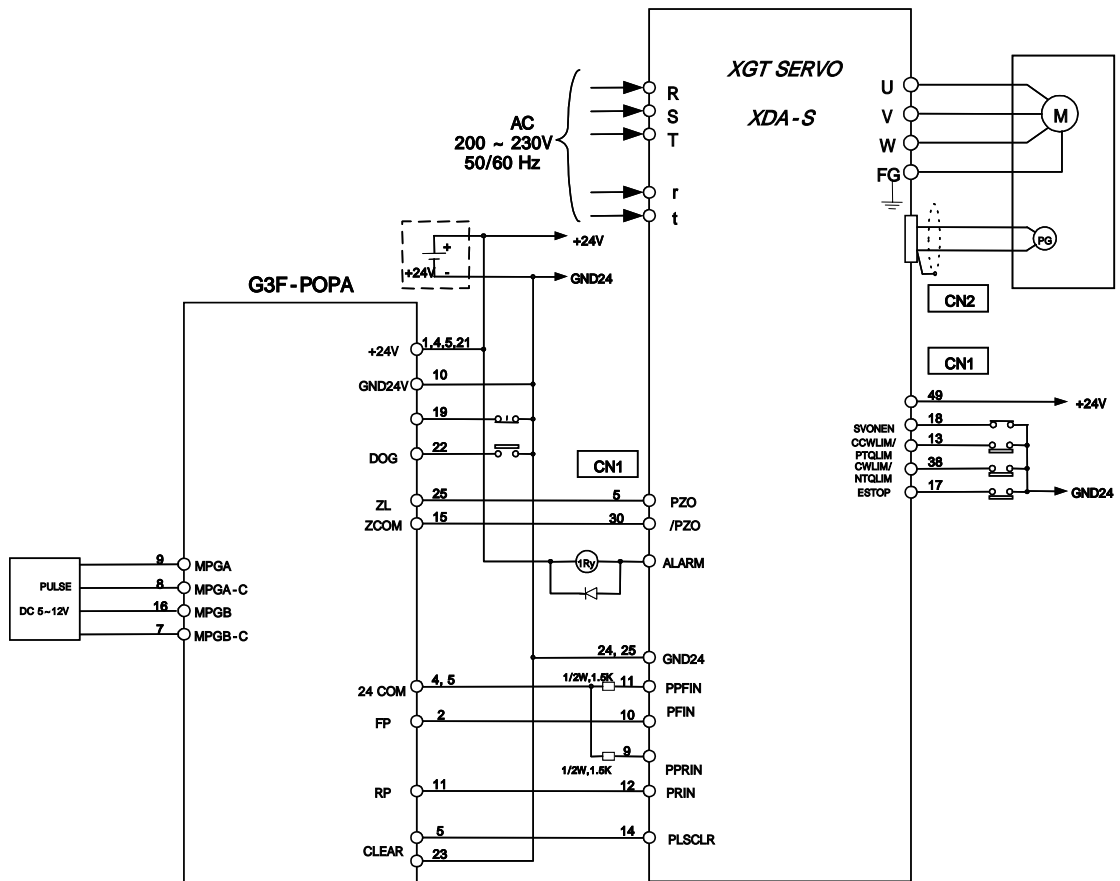 XGT SERVO
XDA-S
AC
200 ~ 230V
50/60 Hz
R
S
T
r
t
U
V
W
FG
M
PG
CN2
CN1
+
+24V -
+24V
GND24
G3F-POPA
+24V
1,4,5,21
GND24V
10
19
DOG
22
ZL
25
ZCOM
15
CN1
5
PZO
30
/PZO
1Ry
ALARM
49
+24V
SVONEN
18
CCWLIM/
PTQLIM
13
CWLIM/
NTQLIM
38
ESTOP
17
GND24
PULSE
DC 5~12V
9
MPGA
8
MPGA-C
16
MPGB
7
MPGB-C
24, 25
GND24
24 COM
4, 5
1/2W,1.5K
11
PPFIN
FP
2
10
PFIN
9
1/2W,1.5K
PPRIN
RP
11
12
PRIN
5
14
PLSCLR
CLEAR
23